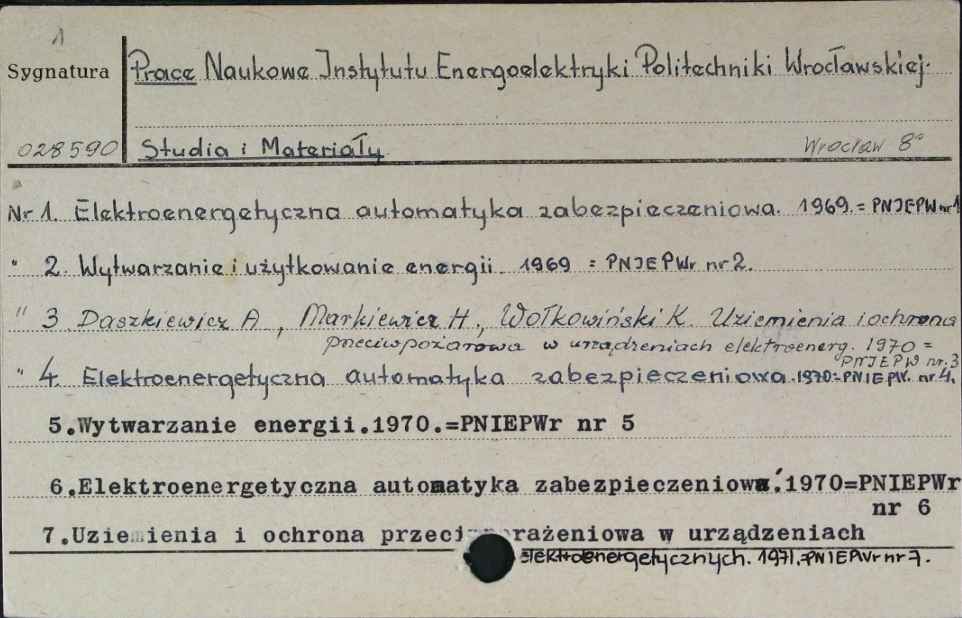 1
Sygnatura Prace Naukowe Instytutu Energoelektryki Politechniki Wrocławskiej.
028590 Studia i Materiały Wrocław 8°
Nr 1. Elektroenergetyczna automatyka zabezpieczeniowa. 1969. = PNIEPW nr 1
" 2. Wytwarzanie i użytkowanie energii. 1969 = PNIEPWr nr 2.
" 3 Daszkiewicz A, Markiewicz H., Wołkowiński K. Uziemienia i ochrona
przeciwpożarowa w urządzeniach elektroenerg. 1970 =
PNIEPW nr. 3
" 4. Elektroenergetyczna automatyka zabezpieczeniowa. 1970 = PNIEPW. nr 4.
5.Wytwarzanie energii.1970.=PNIEPWr nr 5
6.Elektroenergetyczna automatyka zabezpieczeniowa.1970=PNIEPWr
nr 6
7.Uziemienia i ochrona przeciwporażeniowa w urządzeniach
elektroenergetycznych. 1971.=PNIEPWr nr 7.